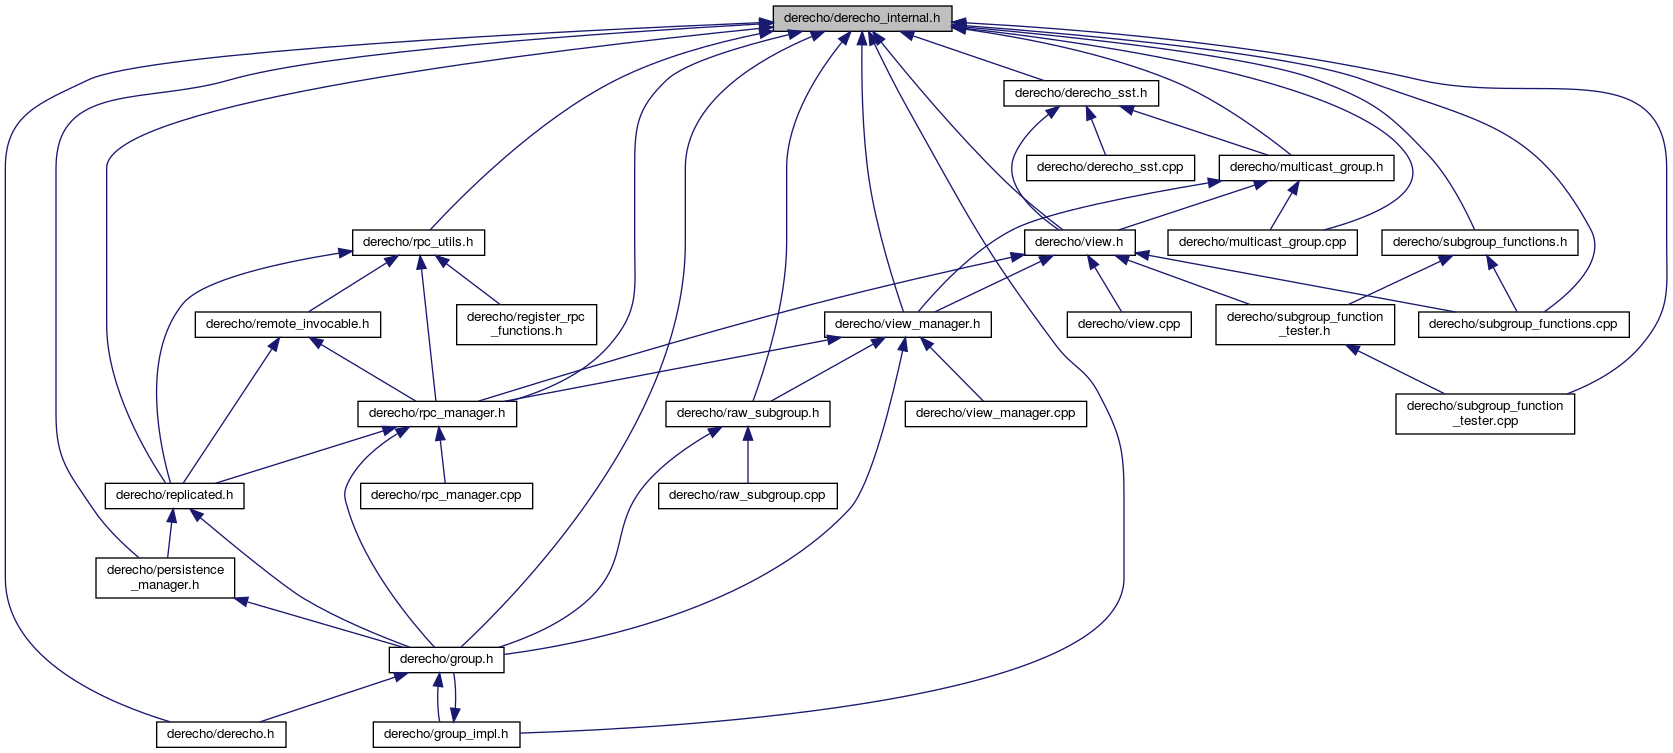 derecho/derecho_internal.h
derecho/derecho_sst.h
derecho/derecho_sst.cpp
derecho/multicast_group.h
derecho/rpc_utils.h
derecho/view.h
derecho/multicast_group.cpp
derecho/subgroup_functions.h
derecho/remote_invocable.h
derecho/register_rpc
_functions.h
derecho/view_manager.h
derecho/view.cpp
derecho/subgroup_function
_tester.h
derecho/subgroup_functions.cpp
derecho/rpc_manager.h
derecho/raw_subgroup.h
derecho/view_manager.cpp
derecho/subgroup_function
_tester.cpp
derecho/replicated.h
derecho/rpc_manager.cpp
derecho/raw_subgroup.cpp
derecho/persistence
_manager.h
derecho/group.h
derecho/derecho.h
derecho/group_impl.h